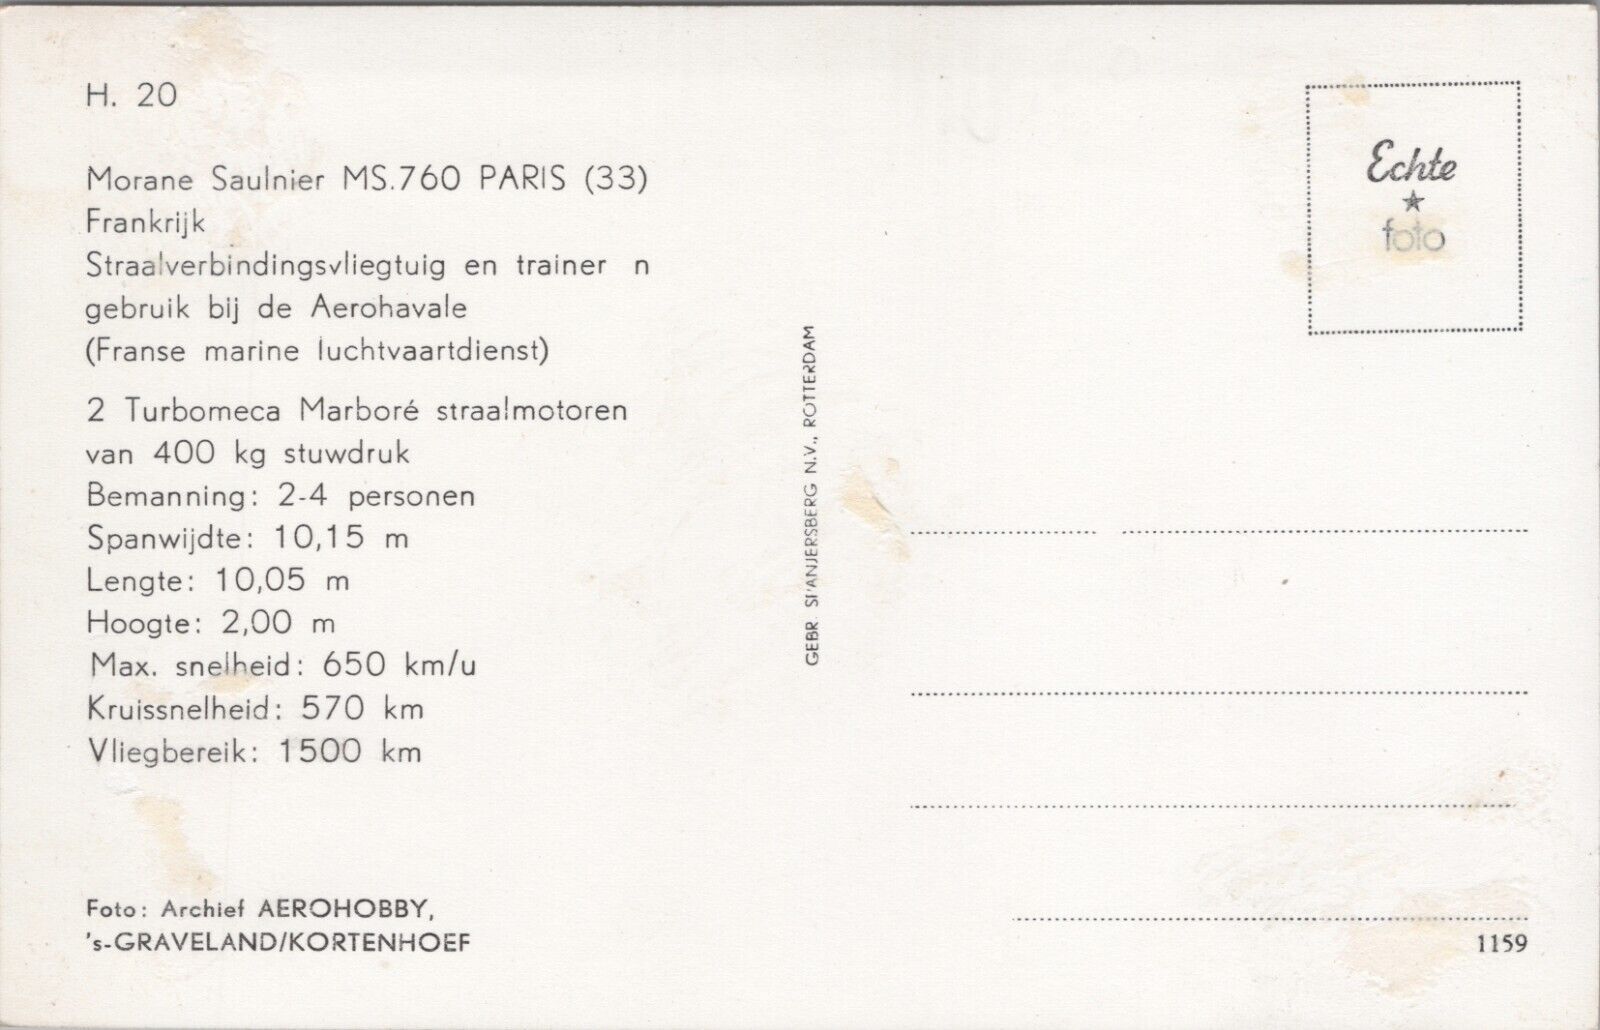 H. 20
Morane Saulnier MS.760 PARIS (33)
Frankrijk
Straalverbindingsvliegtuig en trainer n
gebruik bij de Aerohavale
(Franse marine luchtvaartdienst)
2 Turbomeca Marboré straalmotoren
van 400 kg stuwdruk
Bemanning: 2-4 personen
Spanwijdte: 10,15 m
Lengte: 10,05 m
Hoogte: 2,00 m
Max. snelheid: 650 km/u
Kruissnelheid: 570 km
Vliegbereik: 1500 km
Foto: Archief AEROHOBBY,
's-GRAVELAND/KORTENHOEF
GEBR SPANJERSBERG N.V., ROTTERDAM
Echte
foto
1159